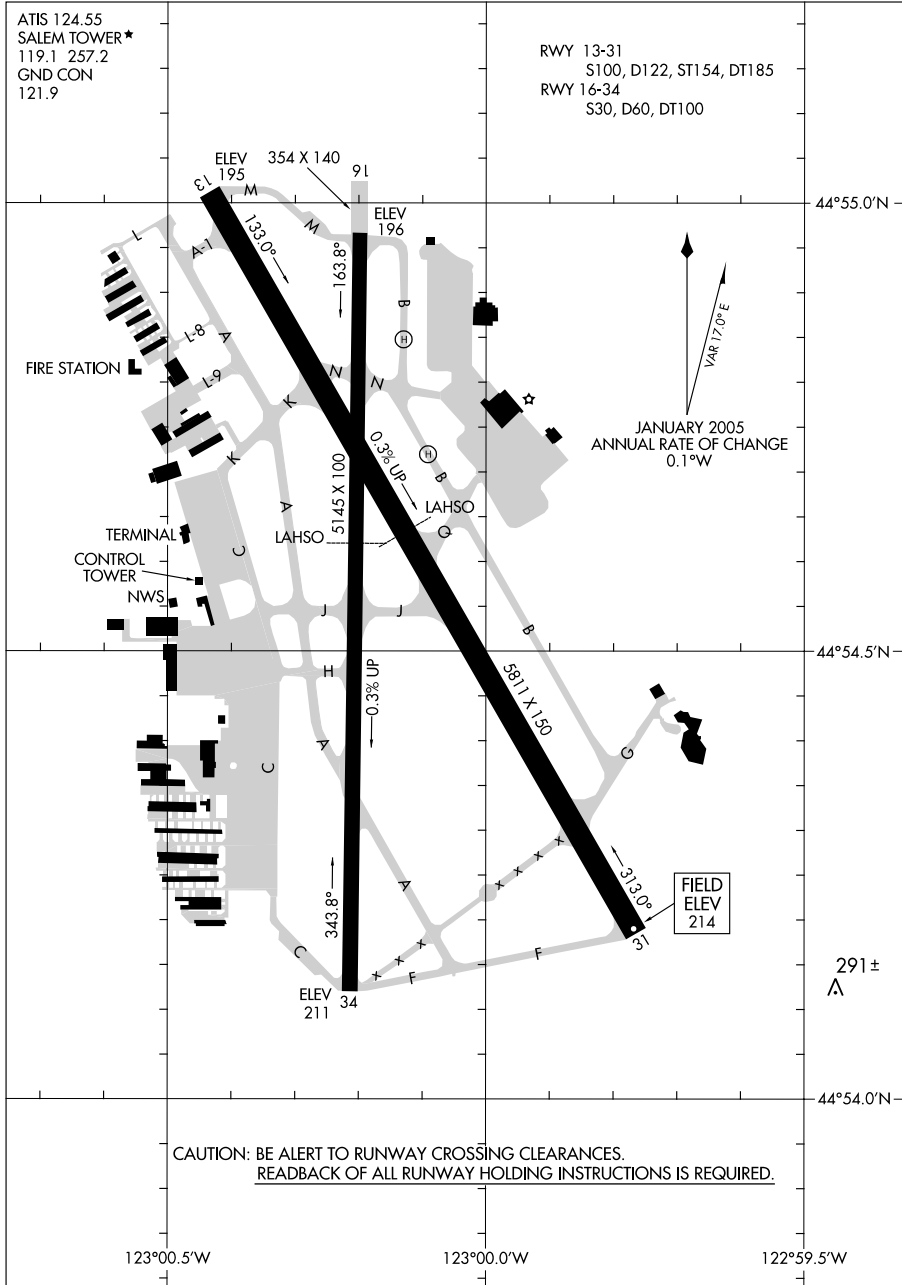 ATIS 124.55
SALEM TOWER★
119.1 257.2
GND CON
121.9
RWY 13-31
S100, D122, ST154, DT185
RWY 16-34
S30, D60, DT100
ELEV
195
354 X 140
16
13
M
ELEV
196
44°55.0'N
L
A-1
133.0°
M
163.8°
B
VAR 17.0° E
L-8
A
H
FIRE STATION
L-9
N
N
K
JANUARY 2005
ANNUAL RATE OF CHANGE
0.1°W
K
0.3% UP
H
B
5145 X 100
A
LAHSO
LAHSO
Q
TERMINAL
CONTROL
TOWER
C
NWS
J
J
B
44°54.5'N
H
0.3% UP
5811 X 150
A
C
G
A
343.8°
313.0°
FIELD
ELEV
214
31
C
F
F
291±
ELEV
211
34
44°54.0'N
CAUTION: BE ALERT TO RUNWAY CROSSING CLEARANCES.
READBACK OF ALL RUNWAY HOLDING INSTRUCTIONS IS REQUIRED.
123°00.5'W
123°00.0'W
122°59.5'W